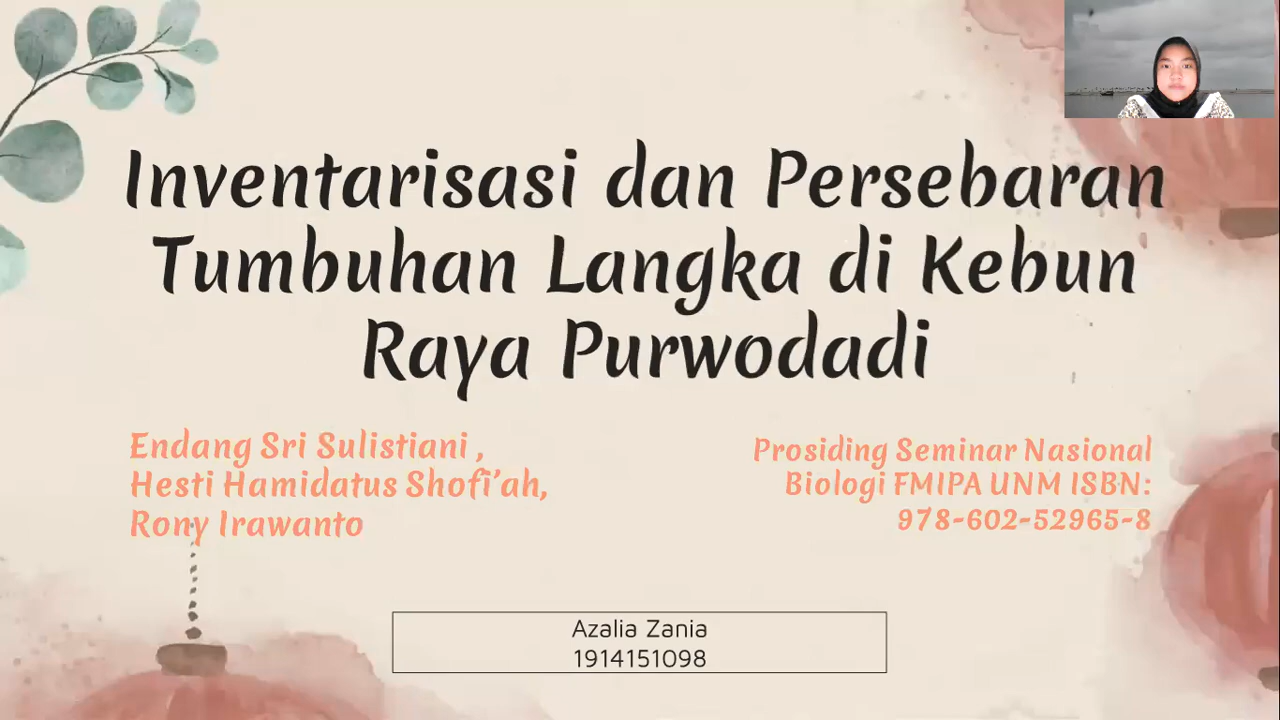 Inventarisasi dan Persebaran
Tumbuhan Langka di Kebun
Raya Purwodadi
Endang Sri Sulistiani ,
Hesti Hamidatus Shofi’ah,
Rony Irawanto
Prosiding Seminar Nasional
Biologi FMIPA UNM ISBN:
978-602-52965-8
Azalia Zania
1914151098